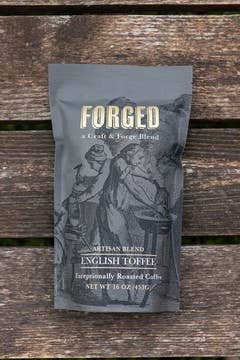 FORGED
a Craft & Forge Blend
ARTISAN BLEND
ENGLISH TOFFEE
Exceptionally Roasted Coffee
NET WT 16 OZ (453G)